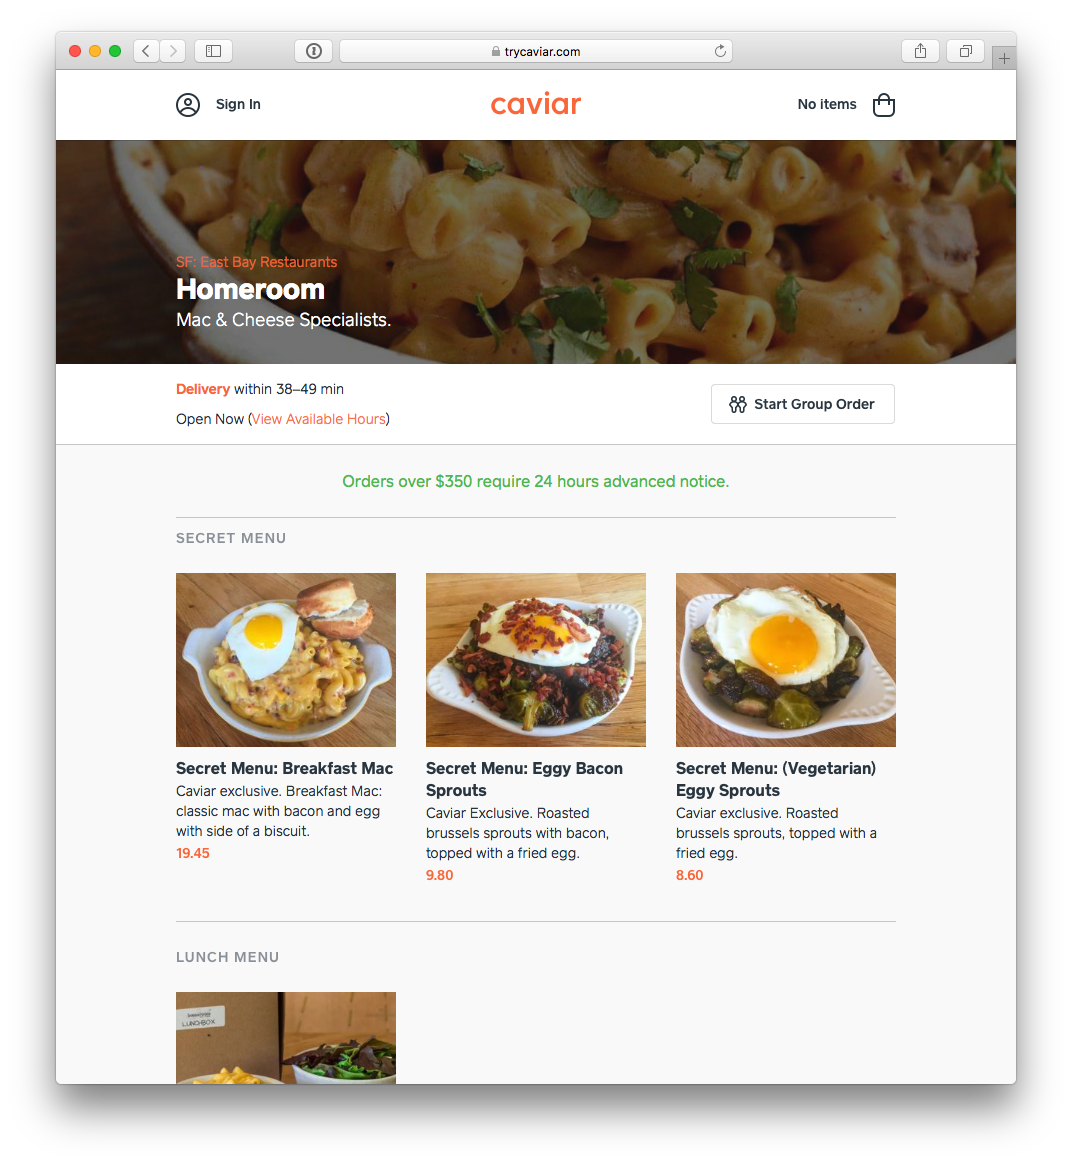 trycaviar.com
Sign In
caviar
No items
SF: East Bay Restaurants
Homeroom
Mac & Cheese Specialists.
Delivery within 38–49 min
Open Now (View Available Hours)
Start Group Order
Orders over $350 require 24 hours advanced notice.
SECRET MENU
Secret Menu: Breakfast Mac
Caviar exclusive. Breakfast Mac:
classic mac with bacon and egg
with side of a biscuit.
19.45
Secret Menu: Eggy Bacon
Sprouts
Caviar Exclusive. Roasted
brussels sprouts with bacon,
topped with a fried egg.
9.80
Secret Menu: (Vegetarian)
Eggy Sprouts
Caviar exclusive. Roasted
brussels sprouts, topped with a
fried egg.
8.60
LUNCH MENU
LUNCHBOX